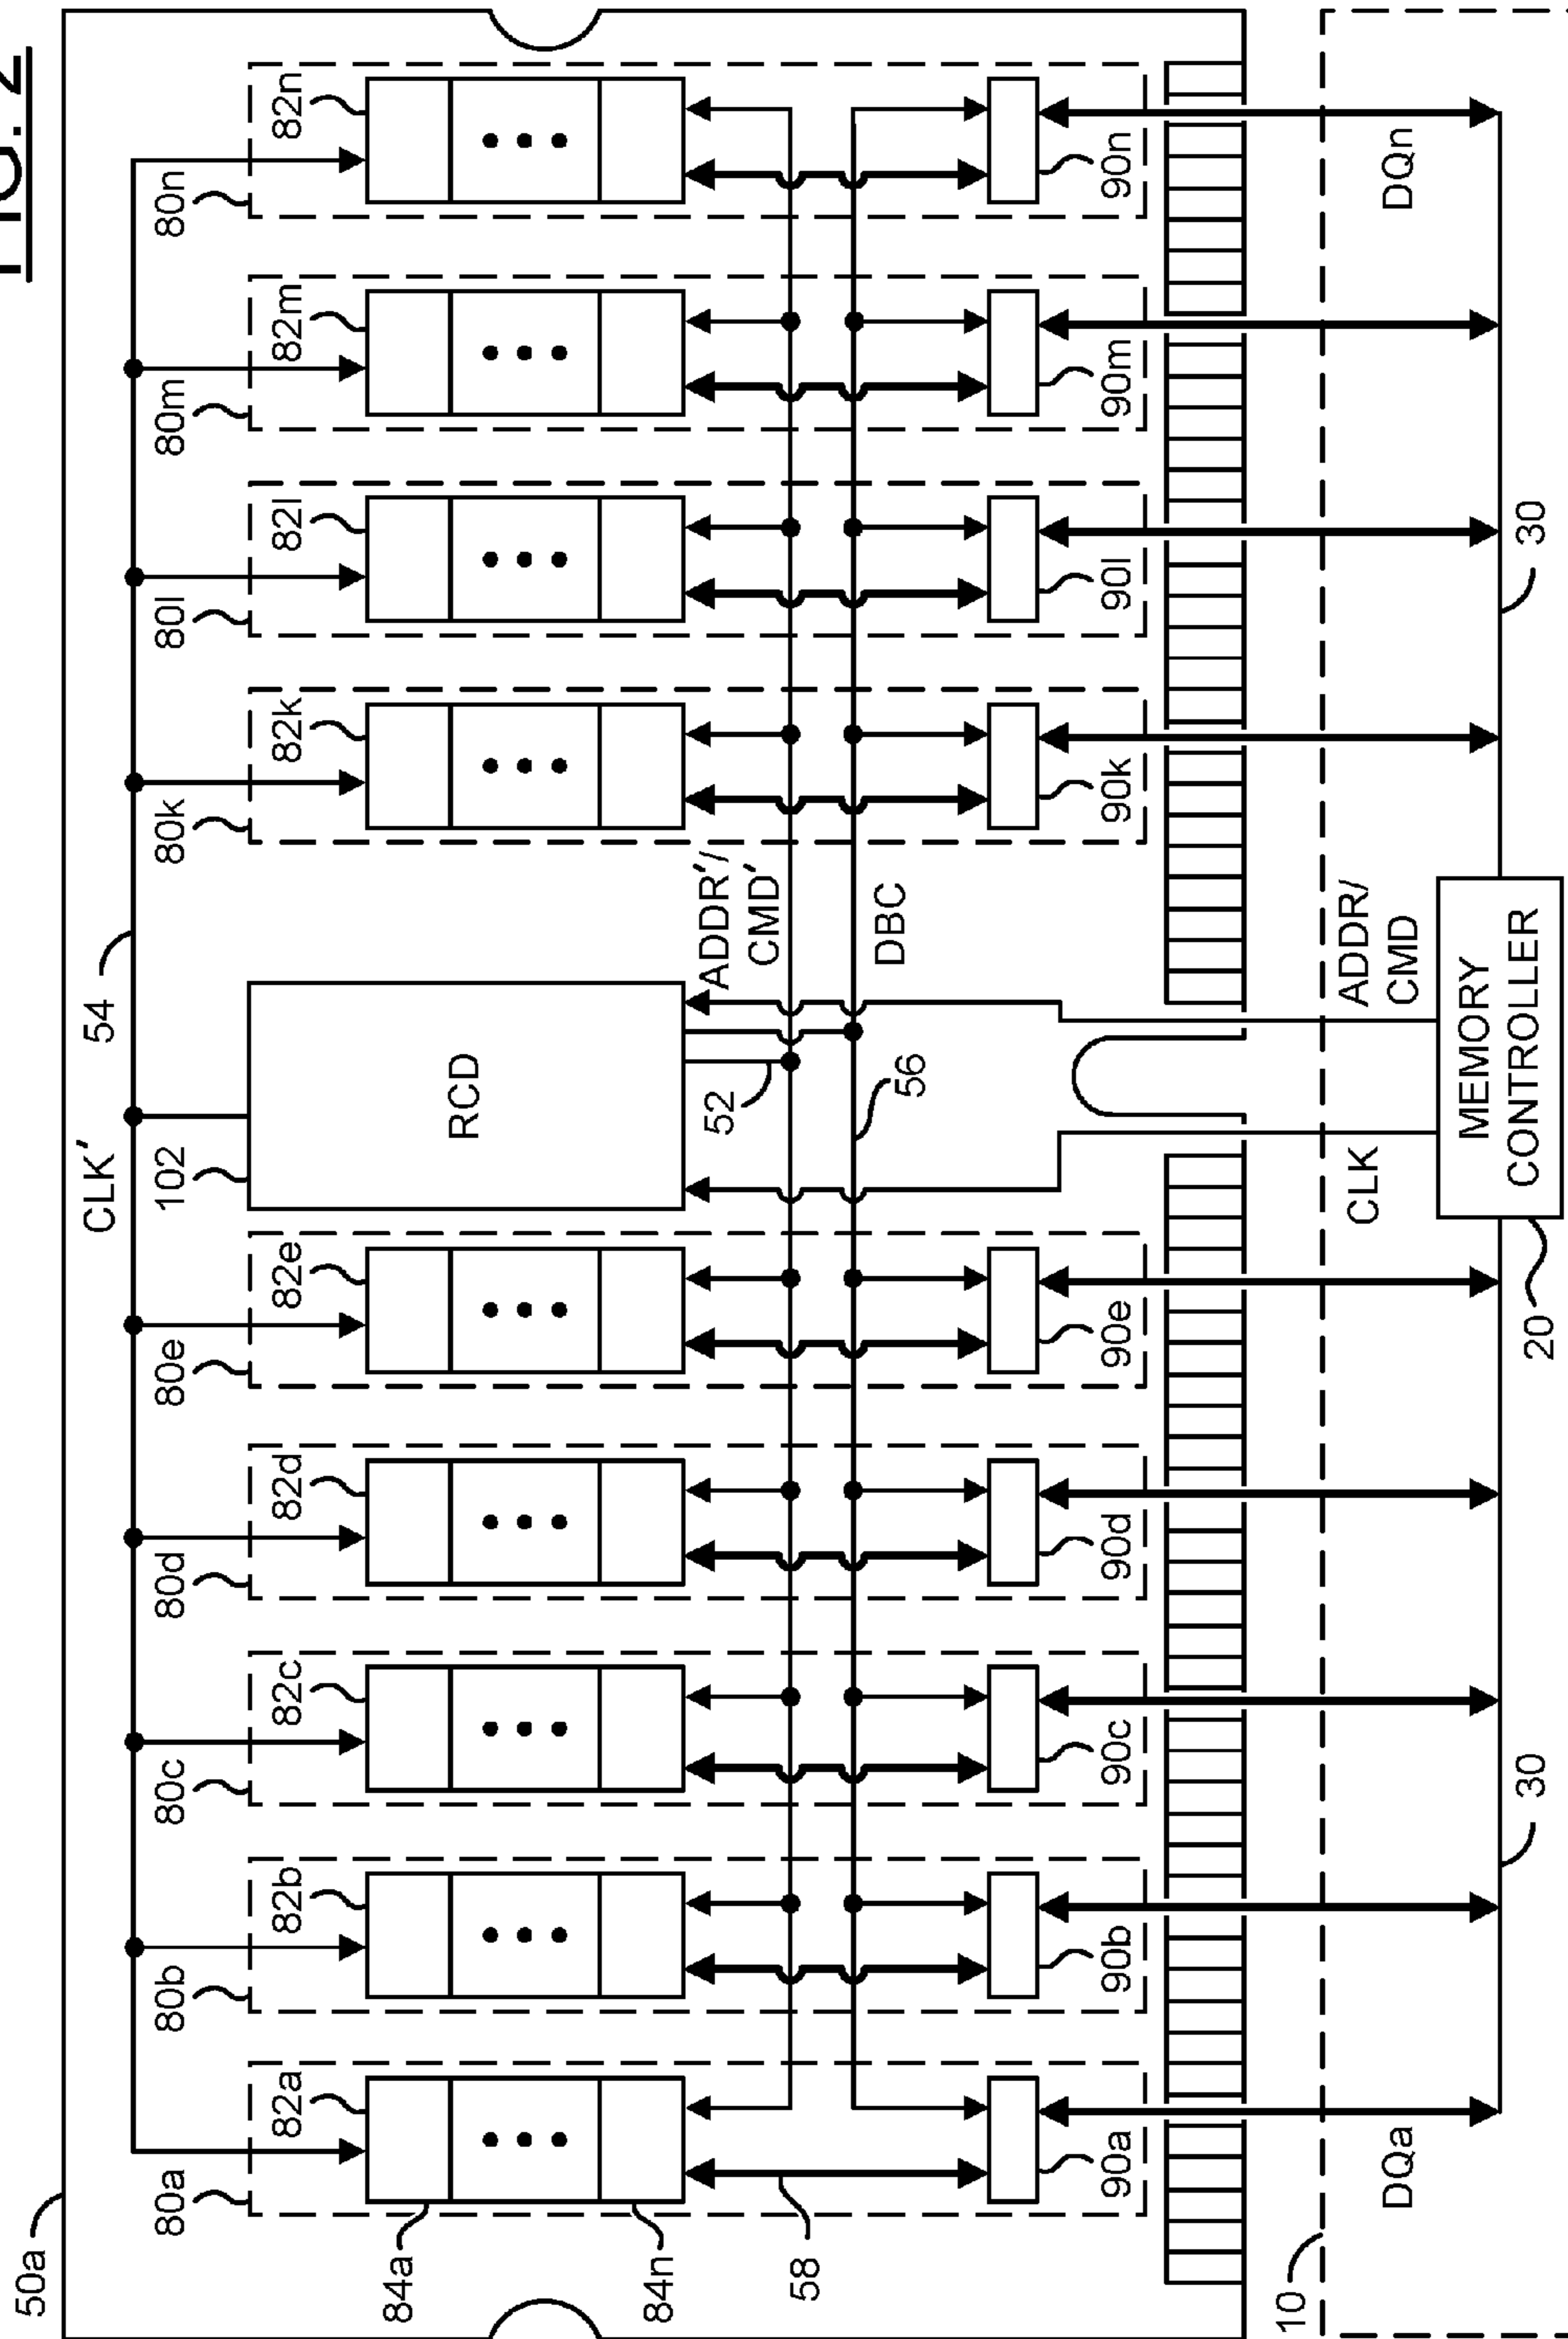 FIG. 2
50a
CLK'
54
80a
80b
80c
80d
80e
102
80k
80l
80m
80n
82a
82b
82c
82d
82e
82k
82l
82m
82n
84a
84n
RCD
58
52
ADDR'/
CMD'
56
DBC
90a
90b
90c
90d
90e
90k
90l
90m
90n
10
DQa
CLK
ADDR/
CMD
DQn
30
20
MEMORY
CONTROLLER
30